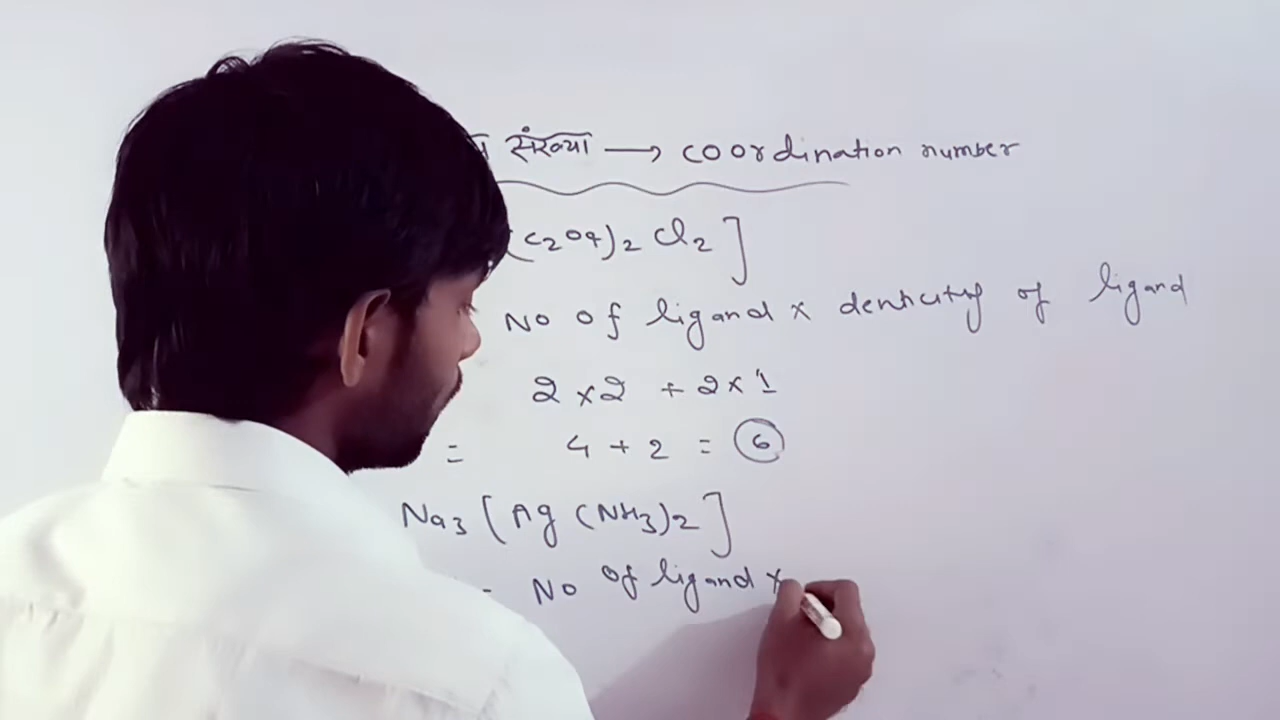 संख्या → coordination number
(C2O4)2 Cl2]
No of ligand x denticity of ligand
2 x 2 + 2 x 1
= 4 + 2 = 6
Na3 [Ag (NH3)2]
= No of ligand x